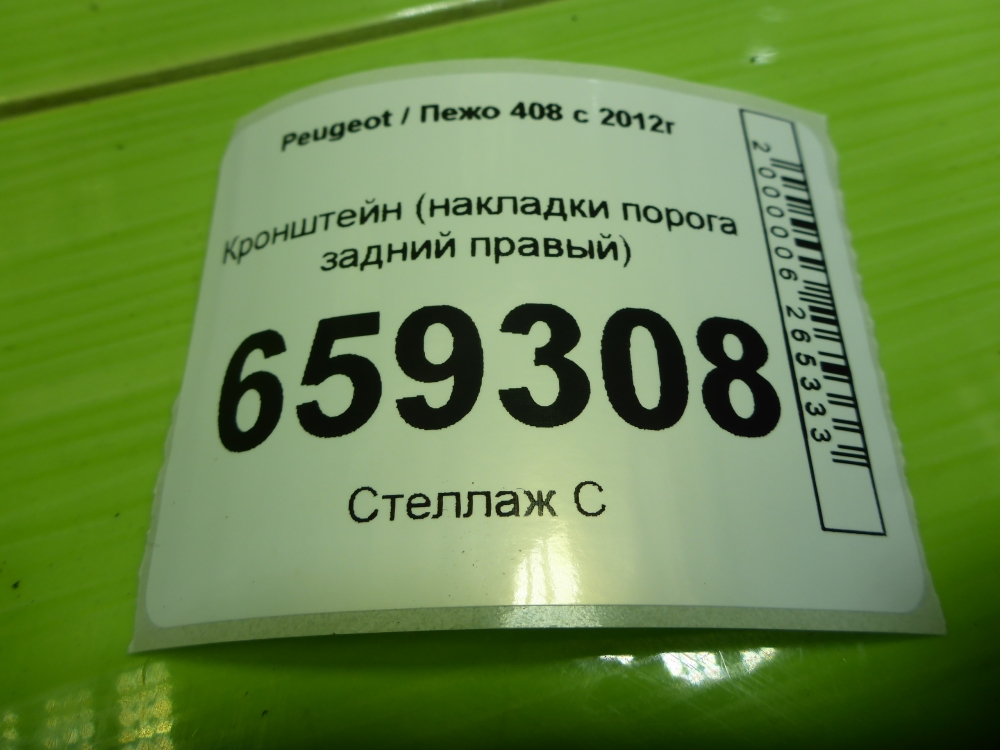 Peugeot / Пежо 408 с 2012г
Кронштейн (накладки порога
задний правый)
659308
Стеллаж С
2000006265333